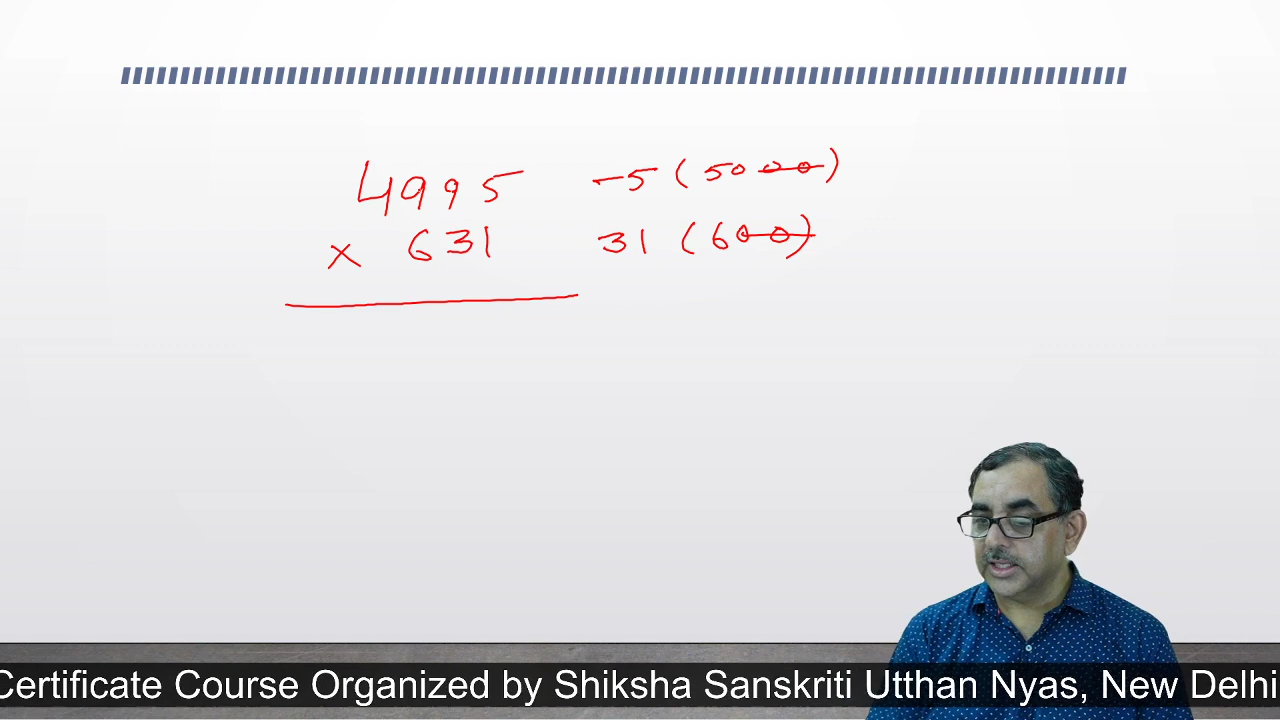 4995 -5 (5000)
× 631 31 (600)
Certificate Course Organized by Shiksha Sanskriti Utthan Nyas, New Delhi